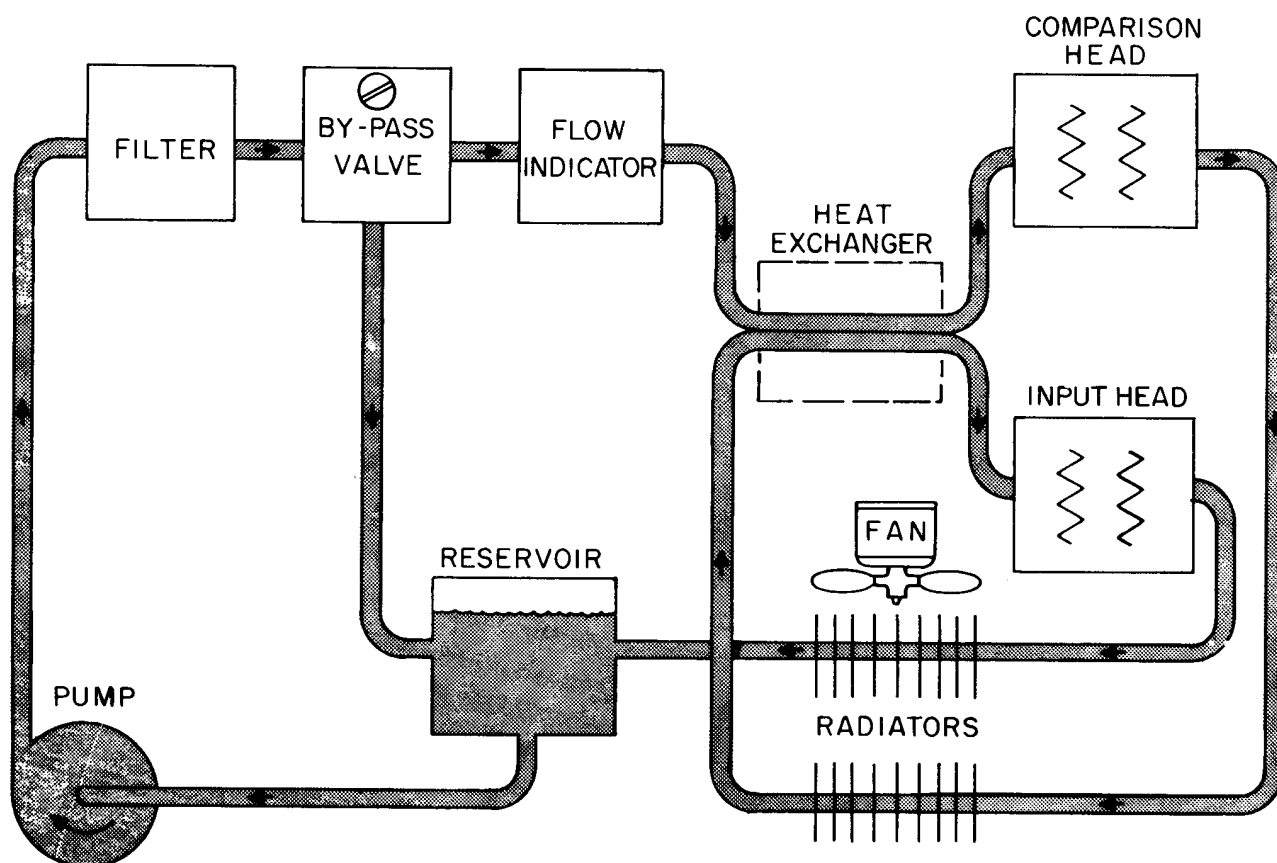 COMPARISON
HEAD
FILTER
BY-PASS
VALVE
FLOW
INDICATOR
HEAT
EXCHANGER
INPUT HEAD
FAN
RESERVOIR
PUMP
RADIATORS